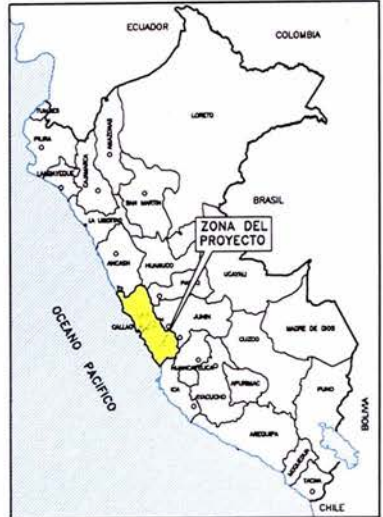 ECUADOR
COLOMBIA
TUMBES
PIURA
LAMBAYEQUE
CAJAMARCA
AMAZONAS
LORETO
SAN MARTIN
LA LIBERTAD
BRASIL
ZONA DEL
PROYECTO
ANCASH
HUANUCO
UCAYALI
CALLAO
JUNIN
MADRE DE DIOS
CUZCO
OCEANO PACIFICO
HUANCAVELICA
ICA
AYACUCHO
APURIMAC
PUNO
BOLIVIA
AREQUIPA
MOQUEGUA
TACNA
CHILE